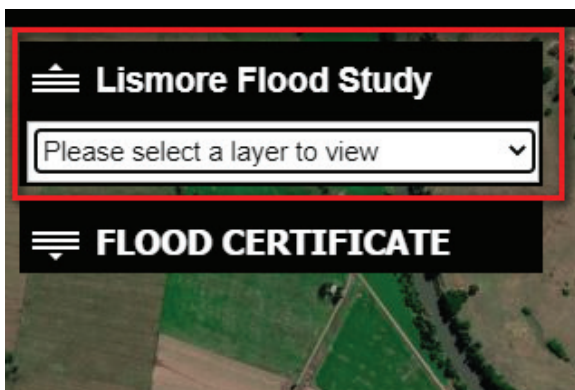 Lismore Flood Study
Please select a layer to view
FLOOD CERTIFICATE